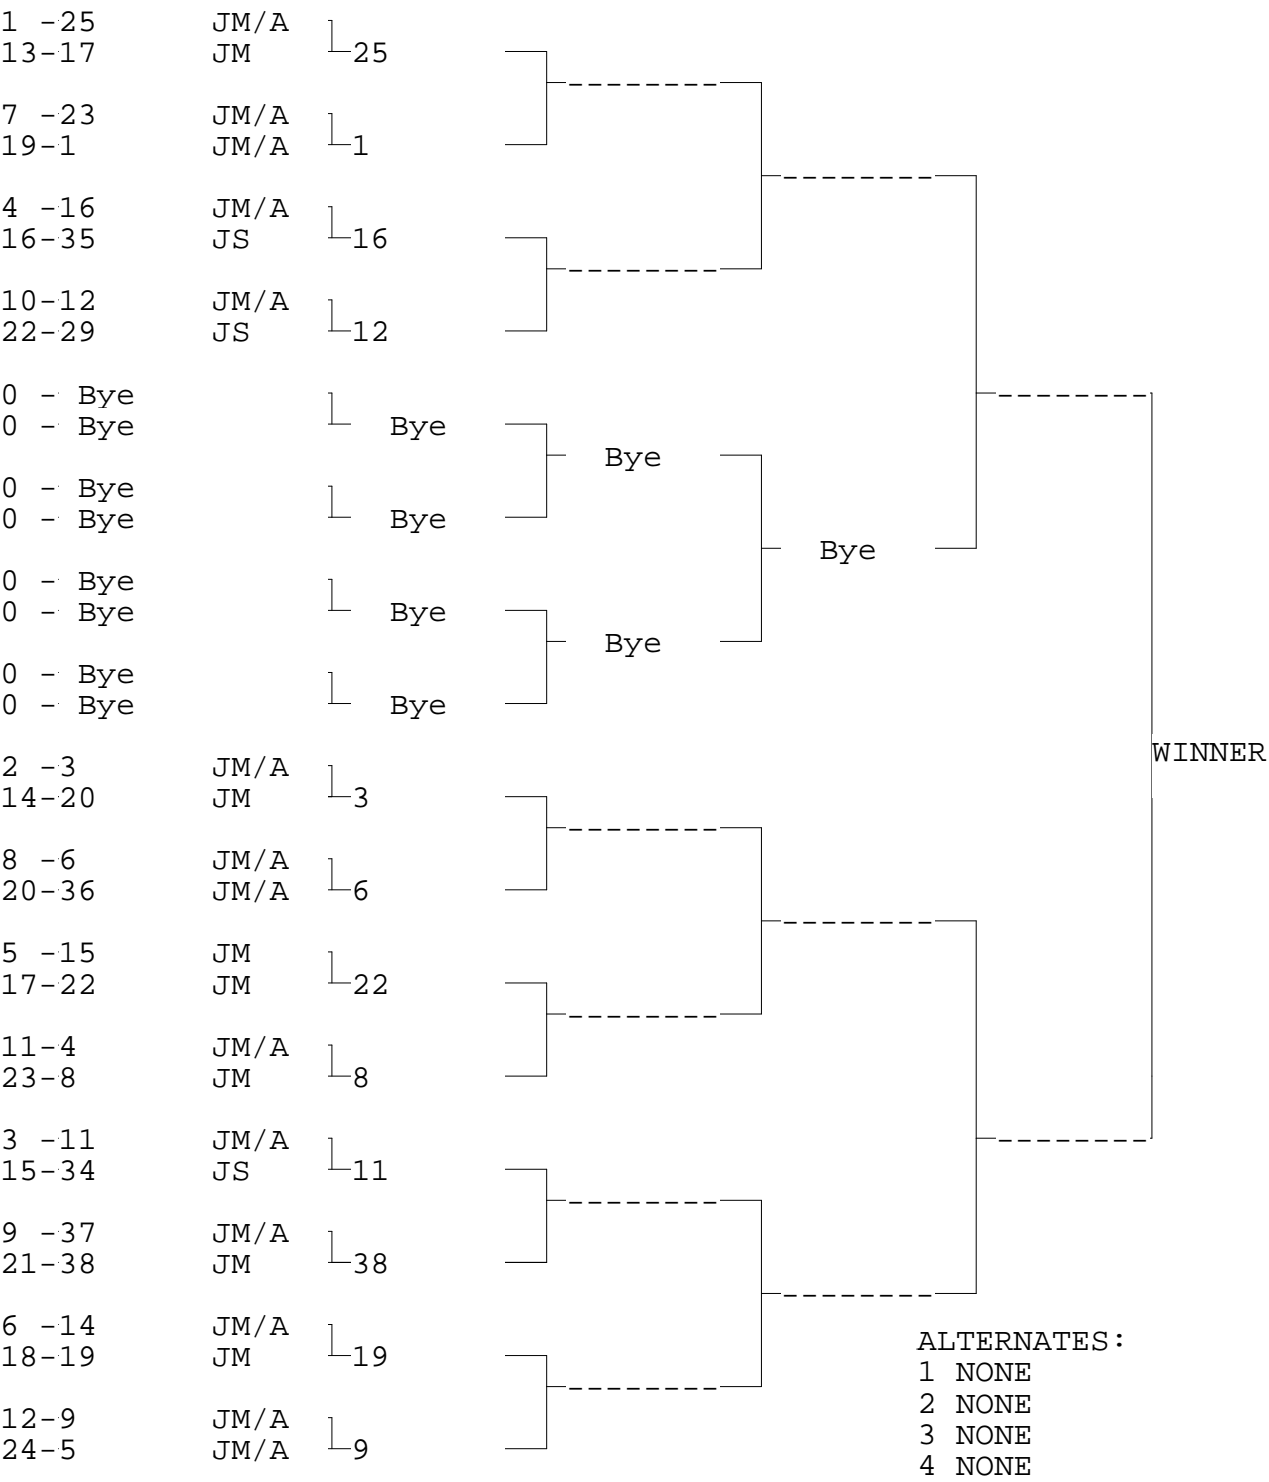 1 -25 JM/A
13-17 JM 25
7 -23 JM/A
19-1 JM/A 1
4 -16 JM/A
16-35 JS 16
10-12 JM/A
22-29 JS 12
0 - Bye
0 - Bye Bye
Bye
0 - Bye
0 - Bye Bye
Bye
0 - Bye
0 - Bye Bye
Bye
0 - Bye
0 - Bye Bye
WINNER
2 -3 JM/A
14-20 JM 3
8 -6 JM/A
20-36 JM/A 6
5 -15 JM
17-22 JM 22
11-4 JM/A
23-8 JM 8
3 -11 JM/A
15-34 JS 11
9 -37 JM/A
21-38 JM 38
6 -14 JM/A
18-19 JM 19
12-9 JM/A
24-5 JM/A 9
ALTERNATES:
1 NONE
2 NONE
3 NONE
4 NONE